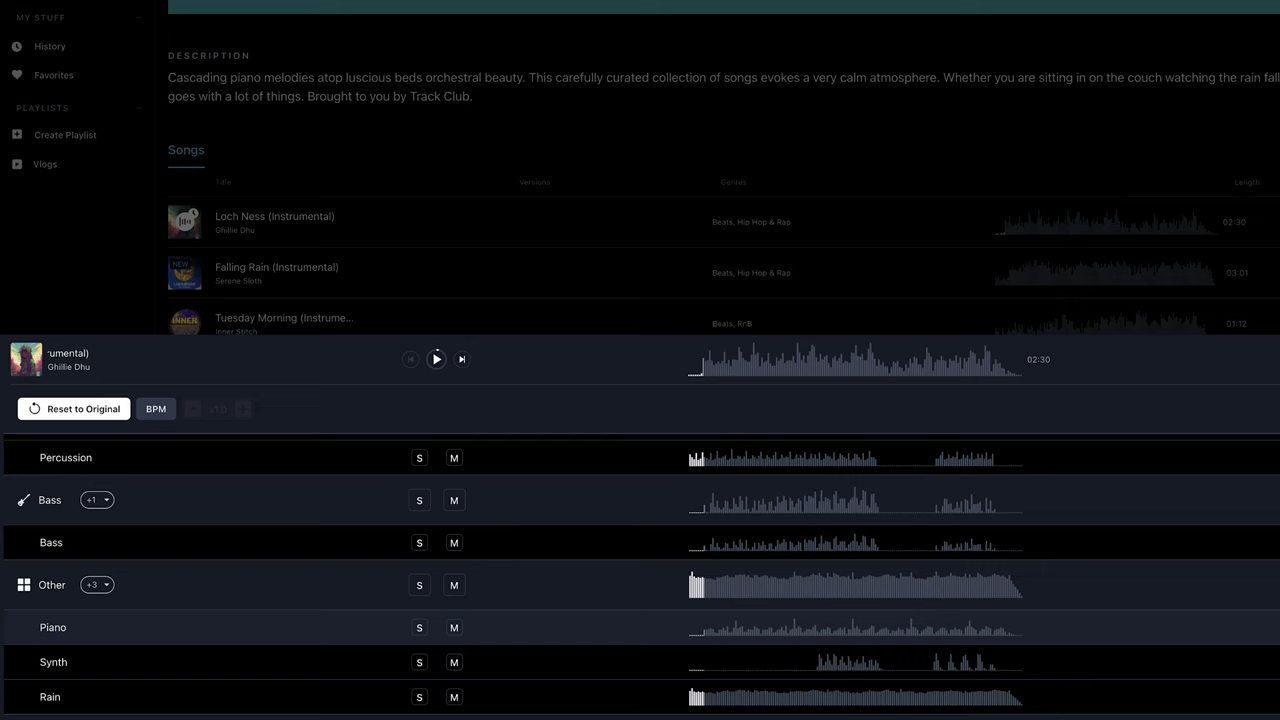 MY STUFF
History
Favorites
PLAYLISTS
Create Playlist
Vlogs
DESCRIPTION
Cascading piano melodies atop luscious beds orchestral beauty. This carefully curated collection of songs evokes a very calm atmosphere. Whether you are sitting in on the couch watching the rain fall
goes with a lot of things. Brought to you by Track Club.
Songs
Title Versions Genres Length
Loch Ness (Instrumental)
Ghillie Dhu
Beats, Hip Hop & Rap
02:30
NEW
Falling Rain (Instrumental)
Serene Sloth
Beats, Hip Hop & Rap
03:01
INNER
Tuesday Morning (Instrume...
Inner Stitch
Beats, RnB
01:12
rumental)
Ghillie Dhu
02:30
Reset to Original BPM x1.0
Percussion S M
Bass +1 S M
Bass S M
Other +3 S M
Piano S M
Synth S M
Rain S M